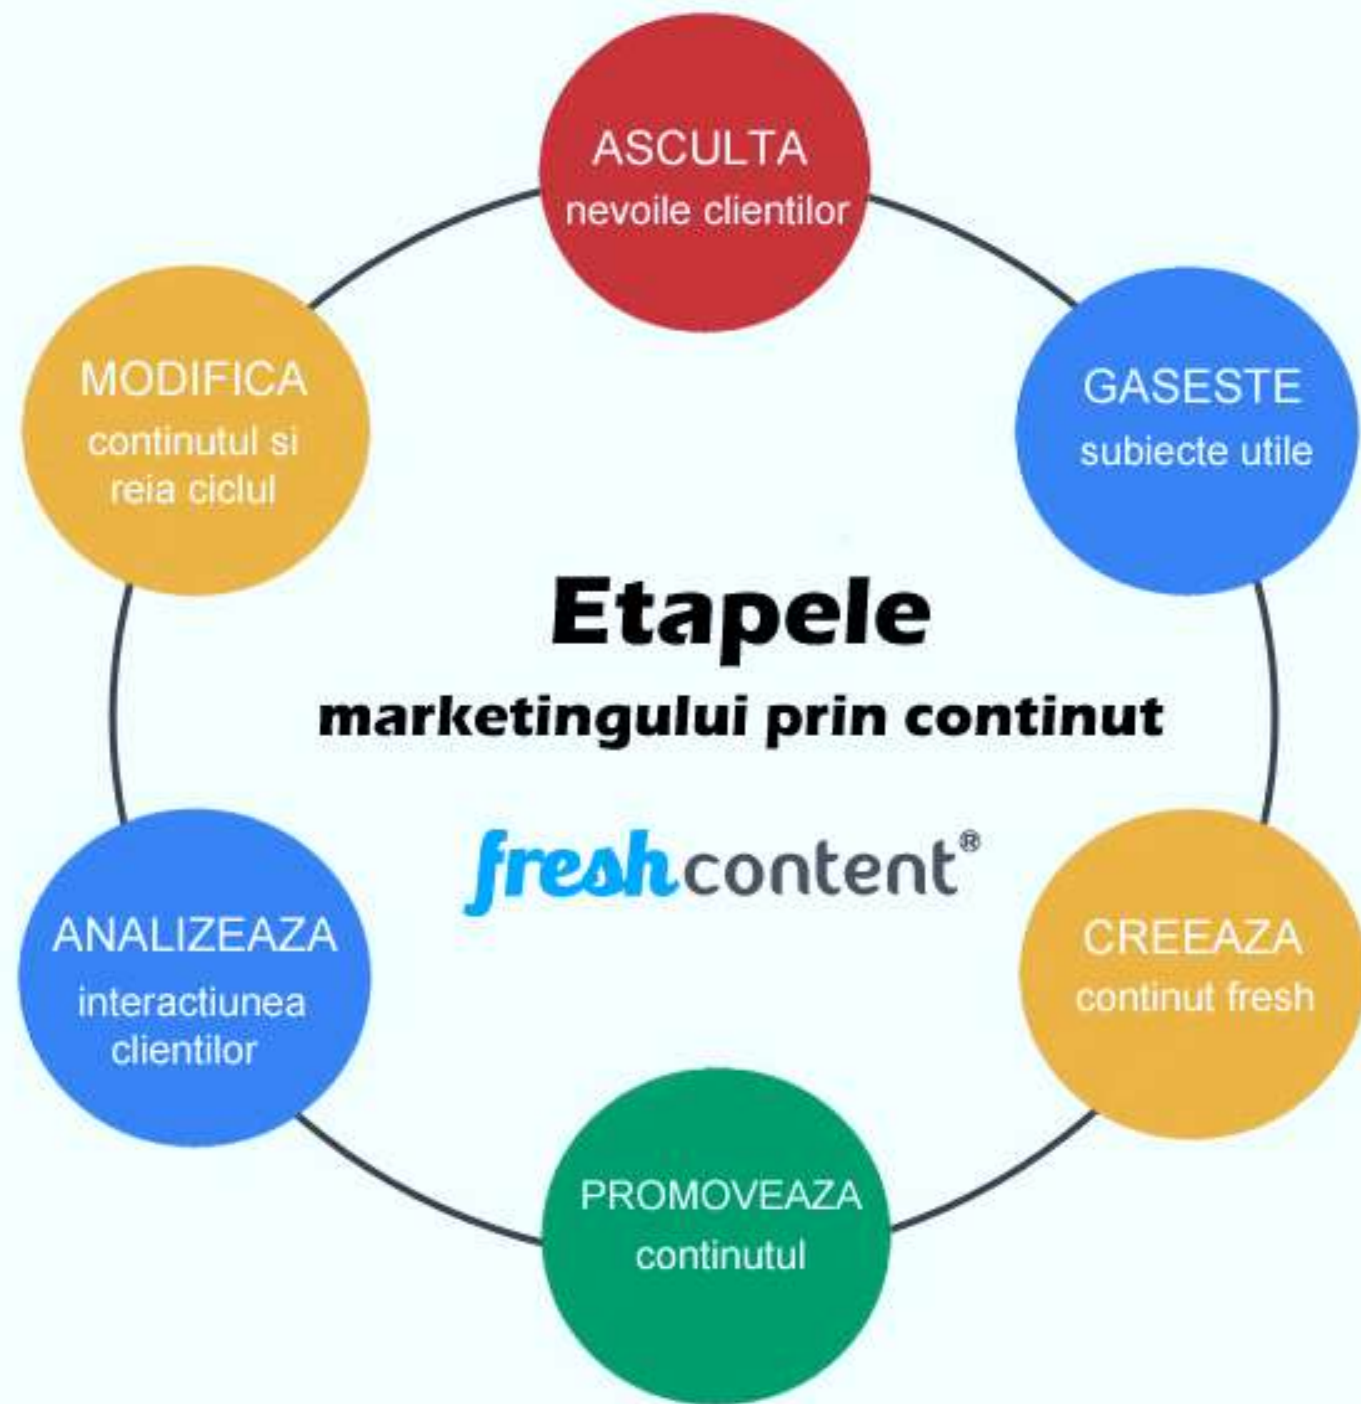 ASCULTA
nevoile clientilor
GASESTE
subiecte utile
CREEAZA
continut fresh
PROMOVEAZA
continutul
ANALIZEAZA
interactiunea
clientilor
MODIFICA
continutul si
reia ciclul
Etapele
marketingului prin continut
freshcontent®